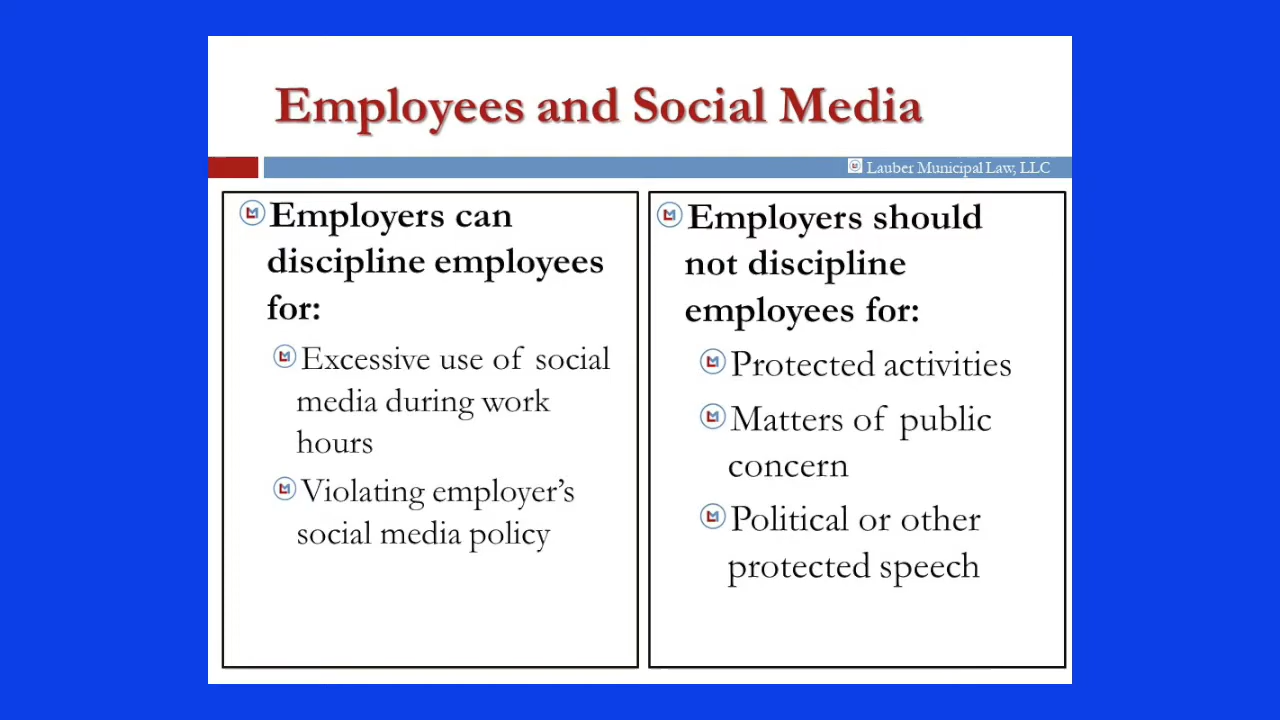 Employees and Social Media
Lauber Municipal Law, LLC
Employers can
discipline employees
for:
Excessive use of social
media during work
hours
Violating employer's
social media policy
Employers should
not discipline
employees for:
Protected activities
Matters of public
concern
Political or other
protected speech